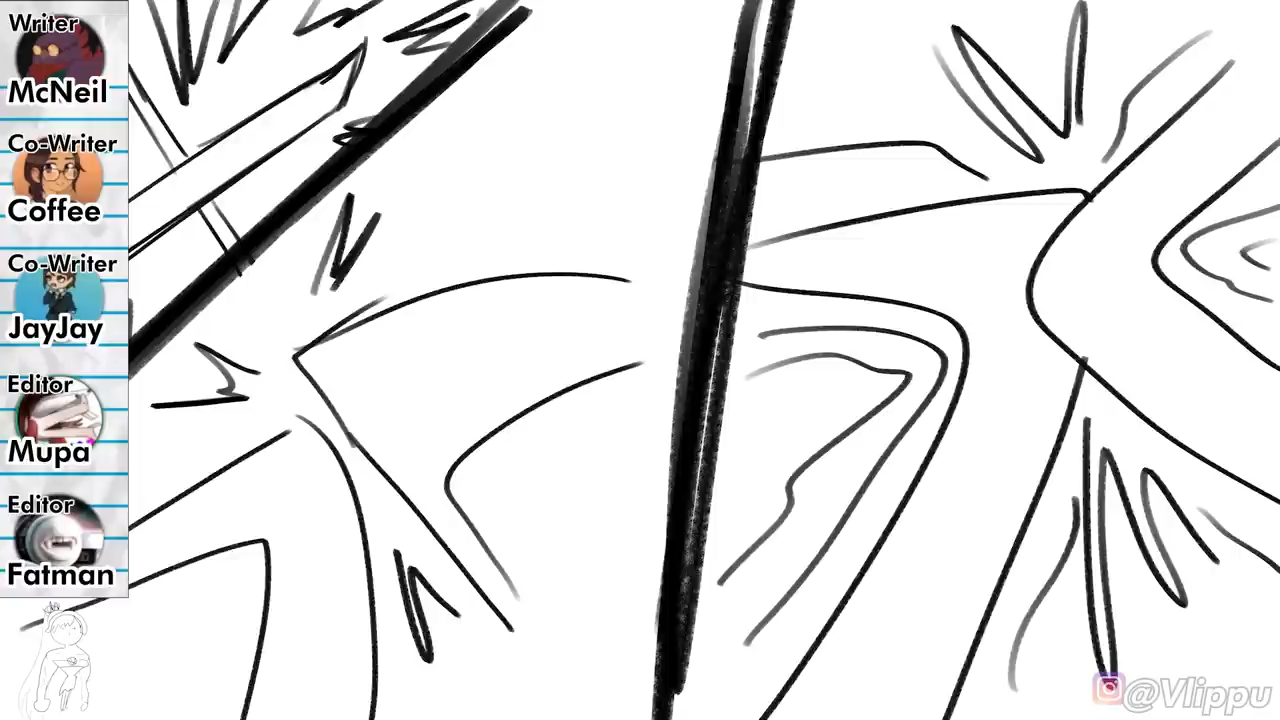 Writer
McNeil
Co-Writer
Coffee
Co-Writer
JayJay
Editor
Mupa
Editor
Fatman
@Vlippu